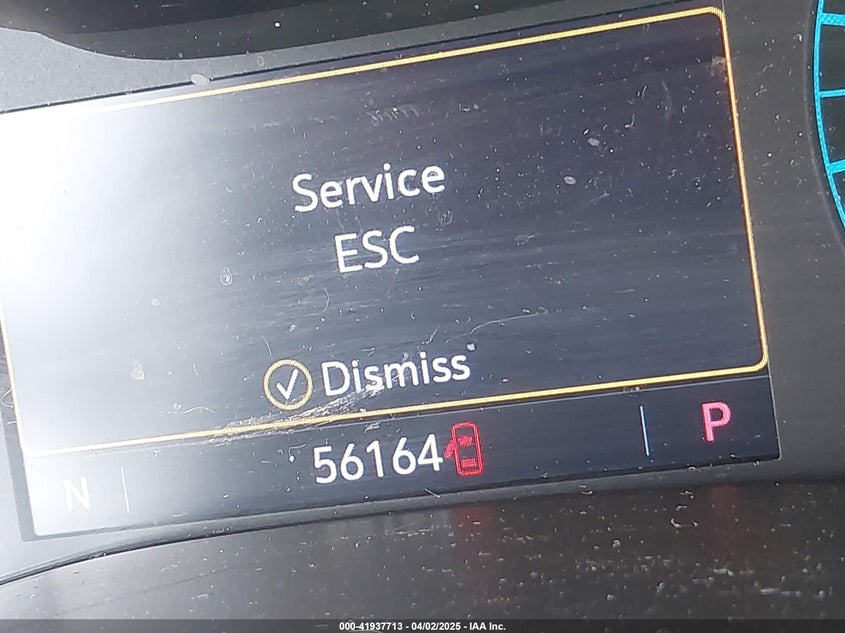 Service
ESC
Dismiss
N
56164
P
000-41937713 - 04/02/2025 - IAA Inc.